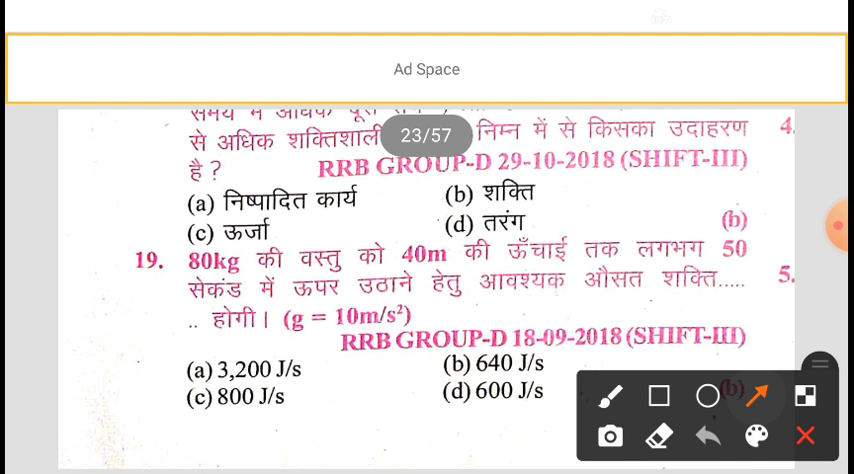 Ad Space
23/57
से अधिक शक्तिशाली निम्न में से किसका उदाहरण 4.
है ? RRB GROUP-D 29-10-2018 (SHIFT-III)
(a) निष्पादित कार्य (b) शक्ति
(c) ऊर्जा (d) तरंग (b)
19. 80kg की वस्तु को 40m की ऊँचाई तक लगभग 50
सेकंड में ऊपर उठाने हेतु आवश्यक औसत शक्ति..... 5.
.. होगी। (g = 10m/s²)
RRB GROUP-D 18-09-2018 (SHIFT-III)
(a) 3,200 J/s (b) 640 J/s
(c) 800 J/s (d) 600 J/s (b)